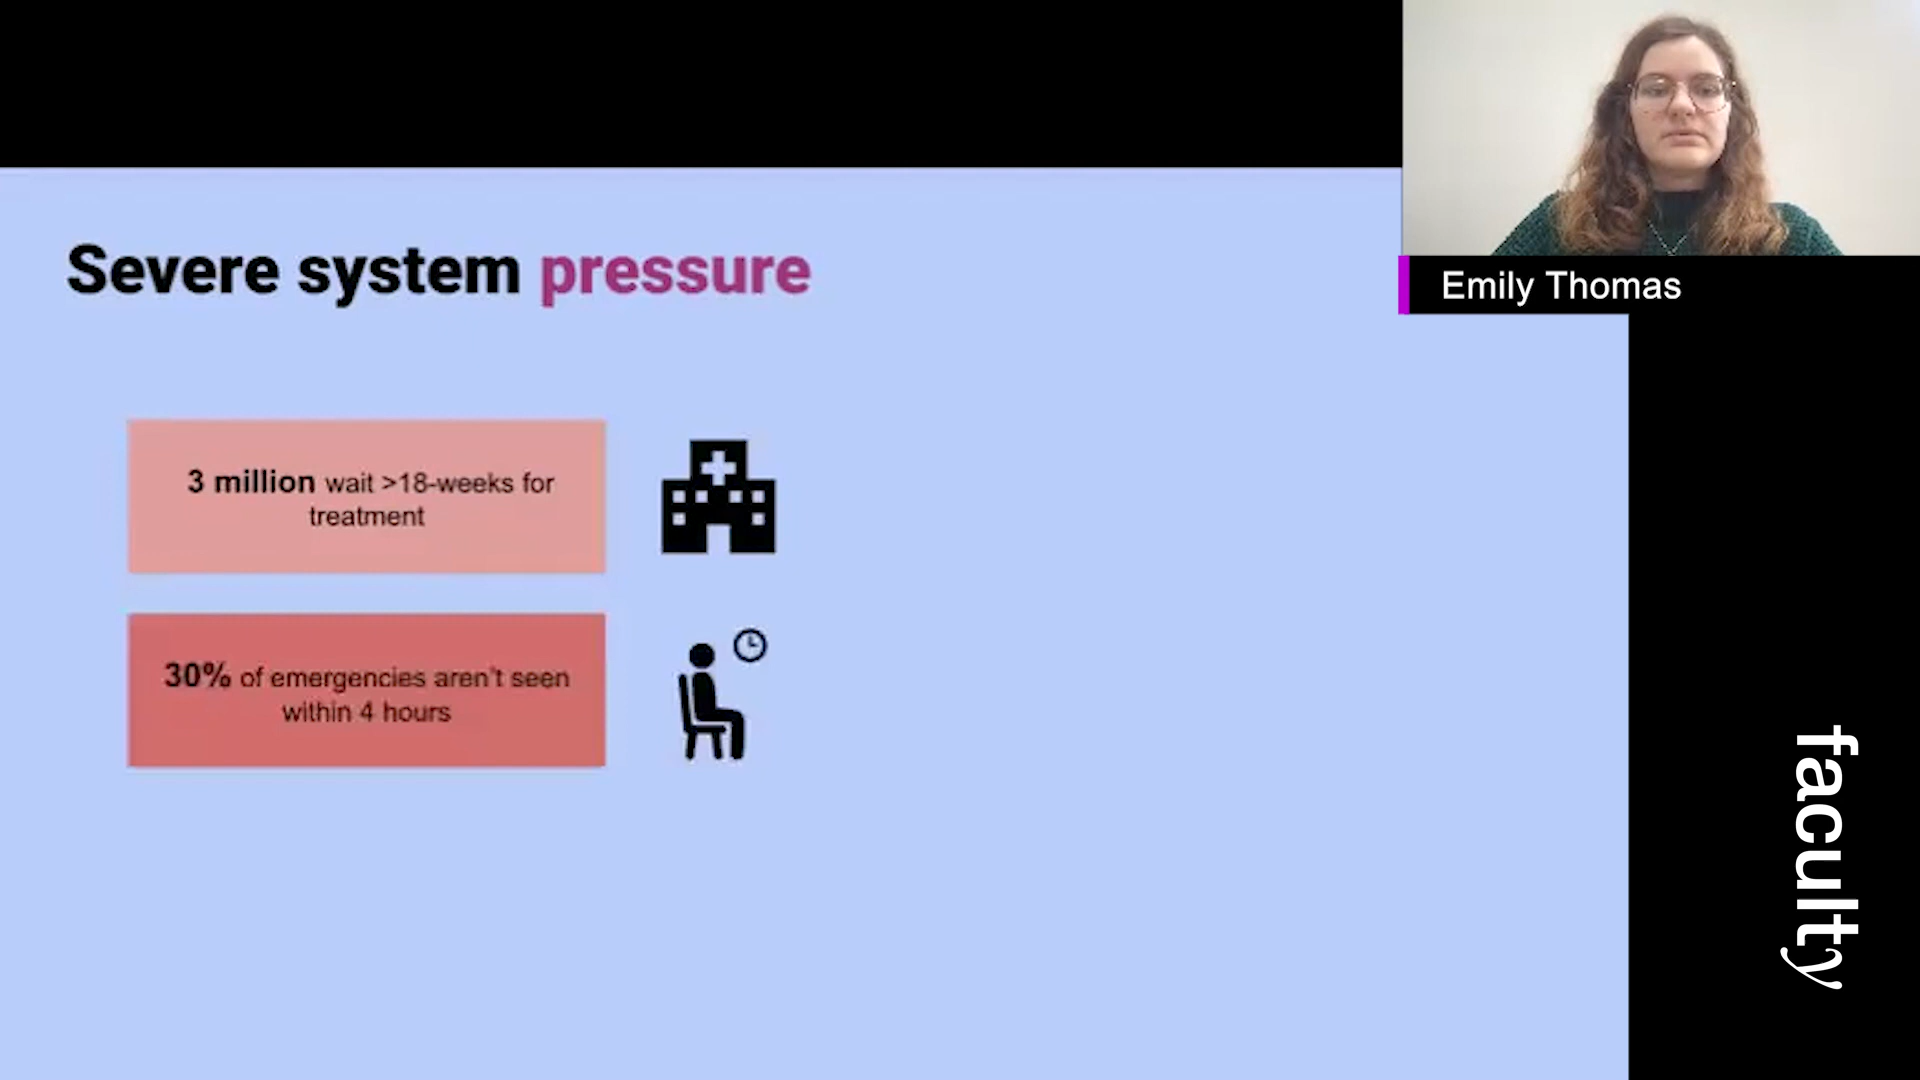 Severe system pressure
3 million wait >18-weeks for
treatment
30% of emergencies aren't seen
within 4 hours
Emily Thomas
faculty